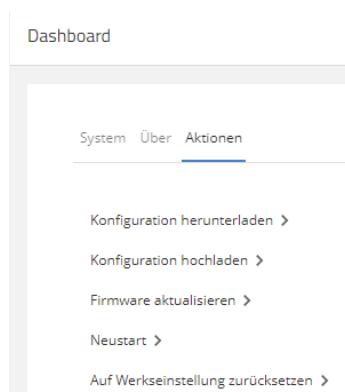 Dashboard
System Über Aktionen
Konfiguration herunterladen
Konfiguration hochladen
Firmware aktualisieren
Neustart
Auf Werkseinstellung zurücksetzen